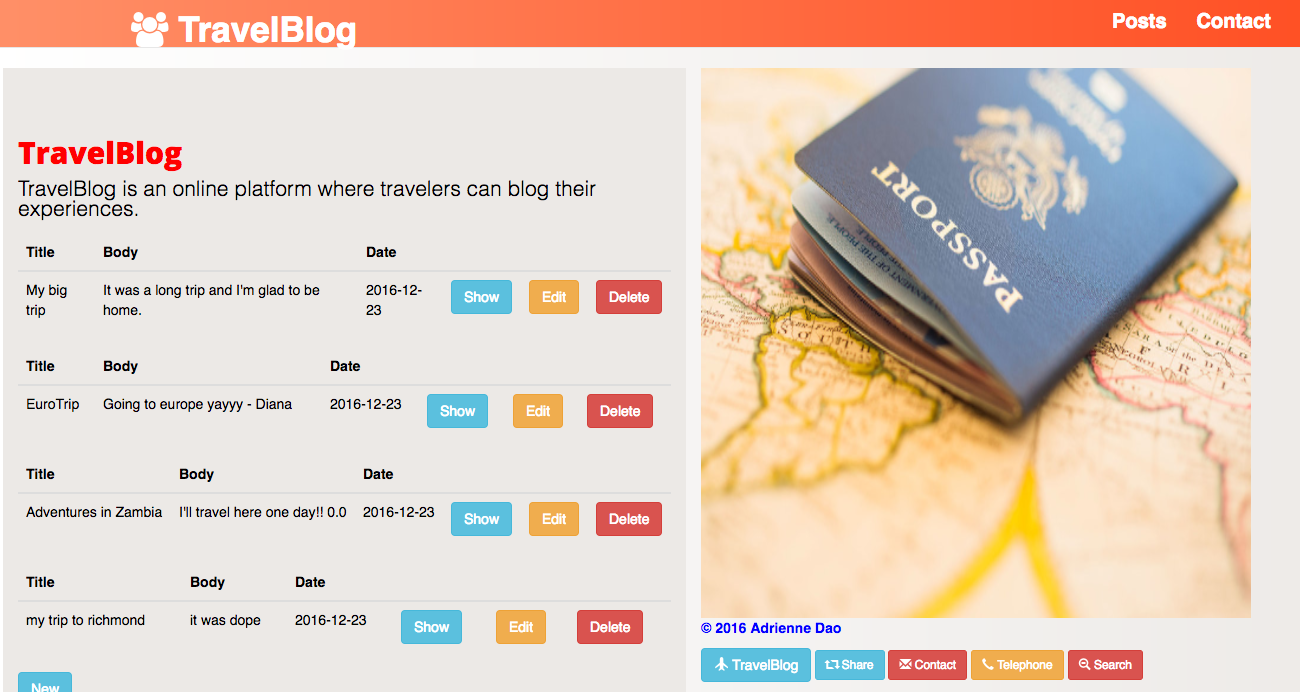 TravelBlog
Posts Contact
TravelBlog
TravelBlog is an online platform where travelers can blog their
experiences.
Title Body Date
My big It was a long trip and I'm glad to be 2016-12- Show Edit Delete
trip home. 23
Title Body Date
EuroTrip Going to europe yayyy - Diana 2016-12-23 Show Edit Delete
Title Body Date
Adventures in Zambia I'll travel here one day!! 0.0 2016-12-23 Show Edit Delete
Title Body Date
my trip to richmond it was dope 2016-12-23 Show Edit Delete
New
PASSPORT
© 2016 Adrienne Dao
TravelBlog Share Contact Telephone Search